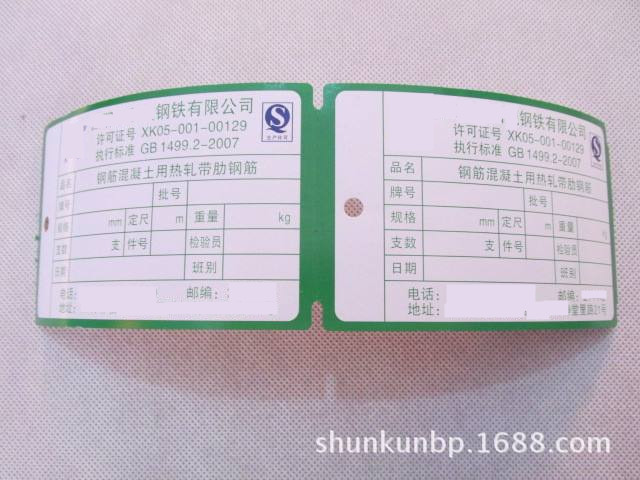 钢铁有限公司
许可证号 XK05-001-00129
执行标准 GB 1499.2-2007
品名 钢筋混凝土用热轧带肋钢筋
牌号 批号
规格 mm 定尺 m 重量 kg
支数 支 件号 检验员
日期 班别
电话: 邮编:
地址:
钢铁有限公司
许可证号 XK05-001-00129
执行标准 GB 1499.2-2007
品名 钢筋混凝土用热轧带肋钢筋
牌号 批号
规格 mm 定尺 m 重量 kg
支数 支 件号 检验员
日期 班别
电话: 邮编:
地址: 21号
shunkunbp.1688.com